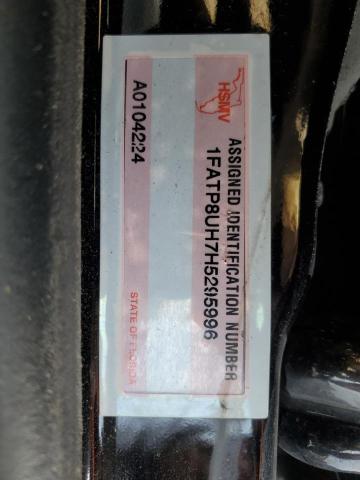 HSMV
ASSIGNED IDENTIFICATION NUMBER
1FATP8UH7H5295996
A0104224
STATE OF FLORIDA